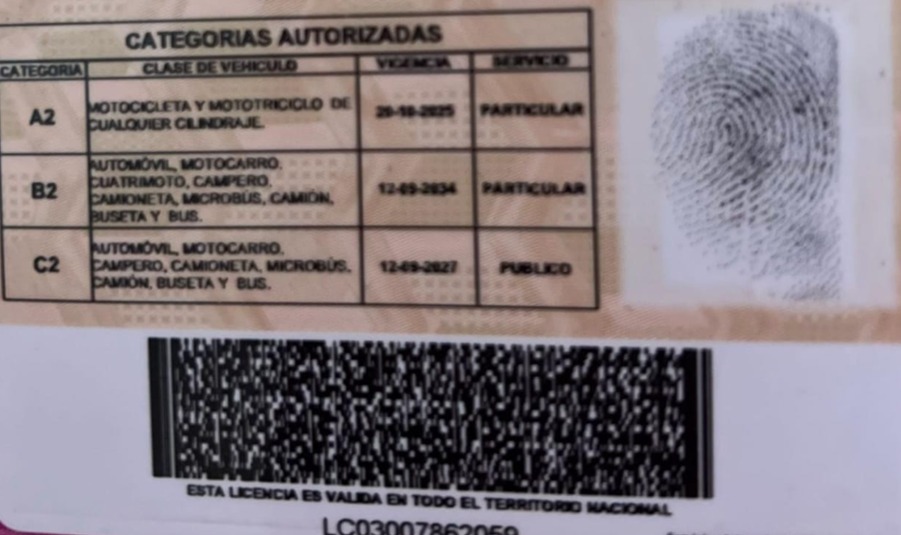 CATEGORIAS AUTORIZADAS
CATEGORIA CLASE DE VEHICULO VIGENCIA SERVICIO
A2 MOTOCICLETA Y MOTOTRICICLO DE CUALQUIER CILINDRAJE. 20-10-2025 PARTICULAR
B2 AUTOMÓVIL, MOTOCARRO, CUATRIMOTO, CAMPERO, CAMIONETA, MICROBÚS, CAMIÓN, BUSETA Y BUS. 12-09-2034 PARTICULAR
C2 AUTOMÓVIL, MOTOCARRO, CAMPERO, CAMIONETA, MICROBÚS, CAMIÓN, BUSETA Y BUS. 12-09-2027 PUBLICO
ESTA LICENCIA ES VALIDA EN TODO EL TERRITORIO NACIONAL
LC03007862059